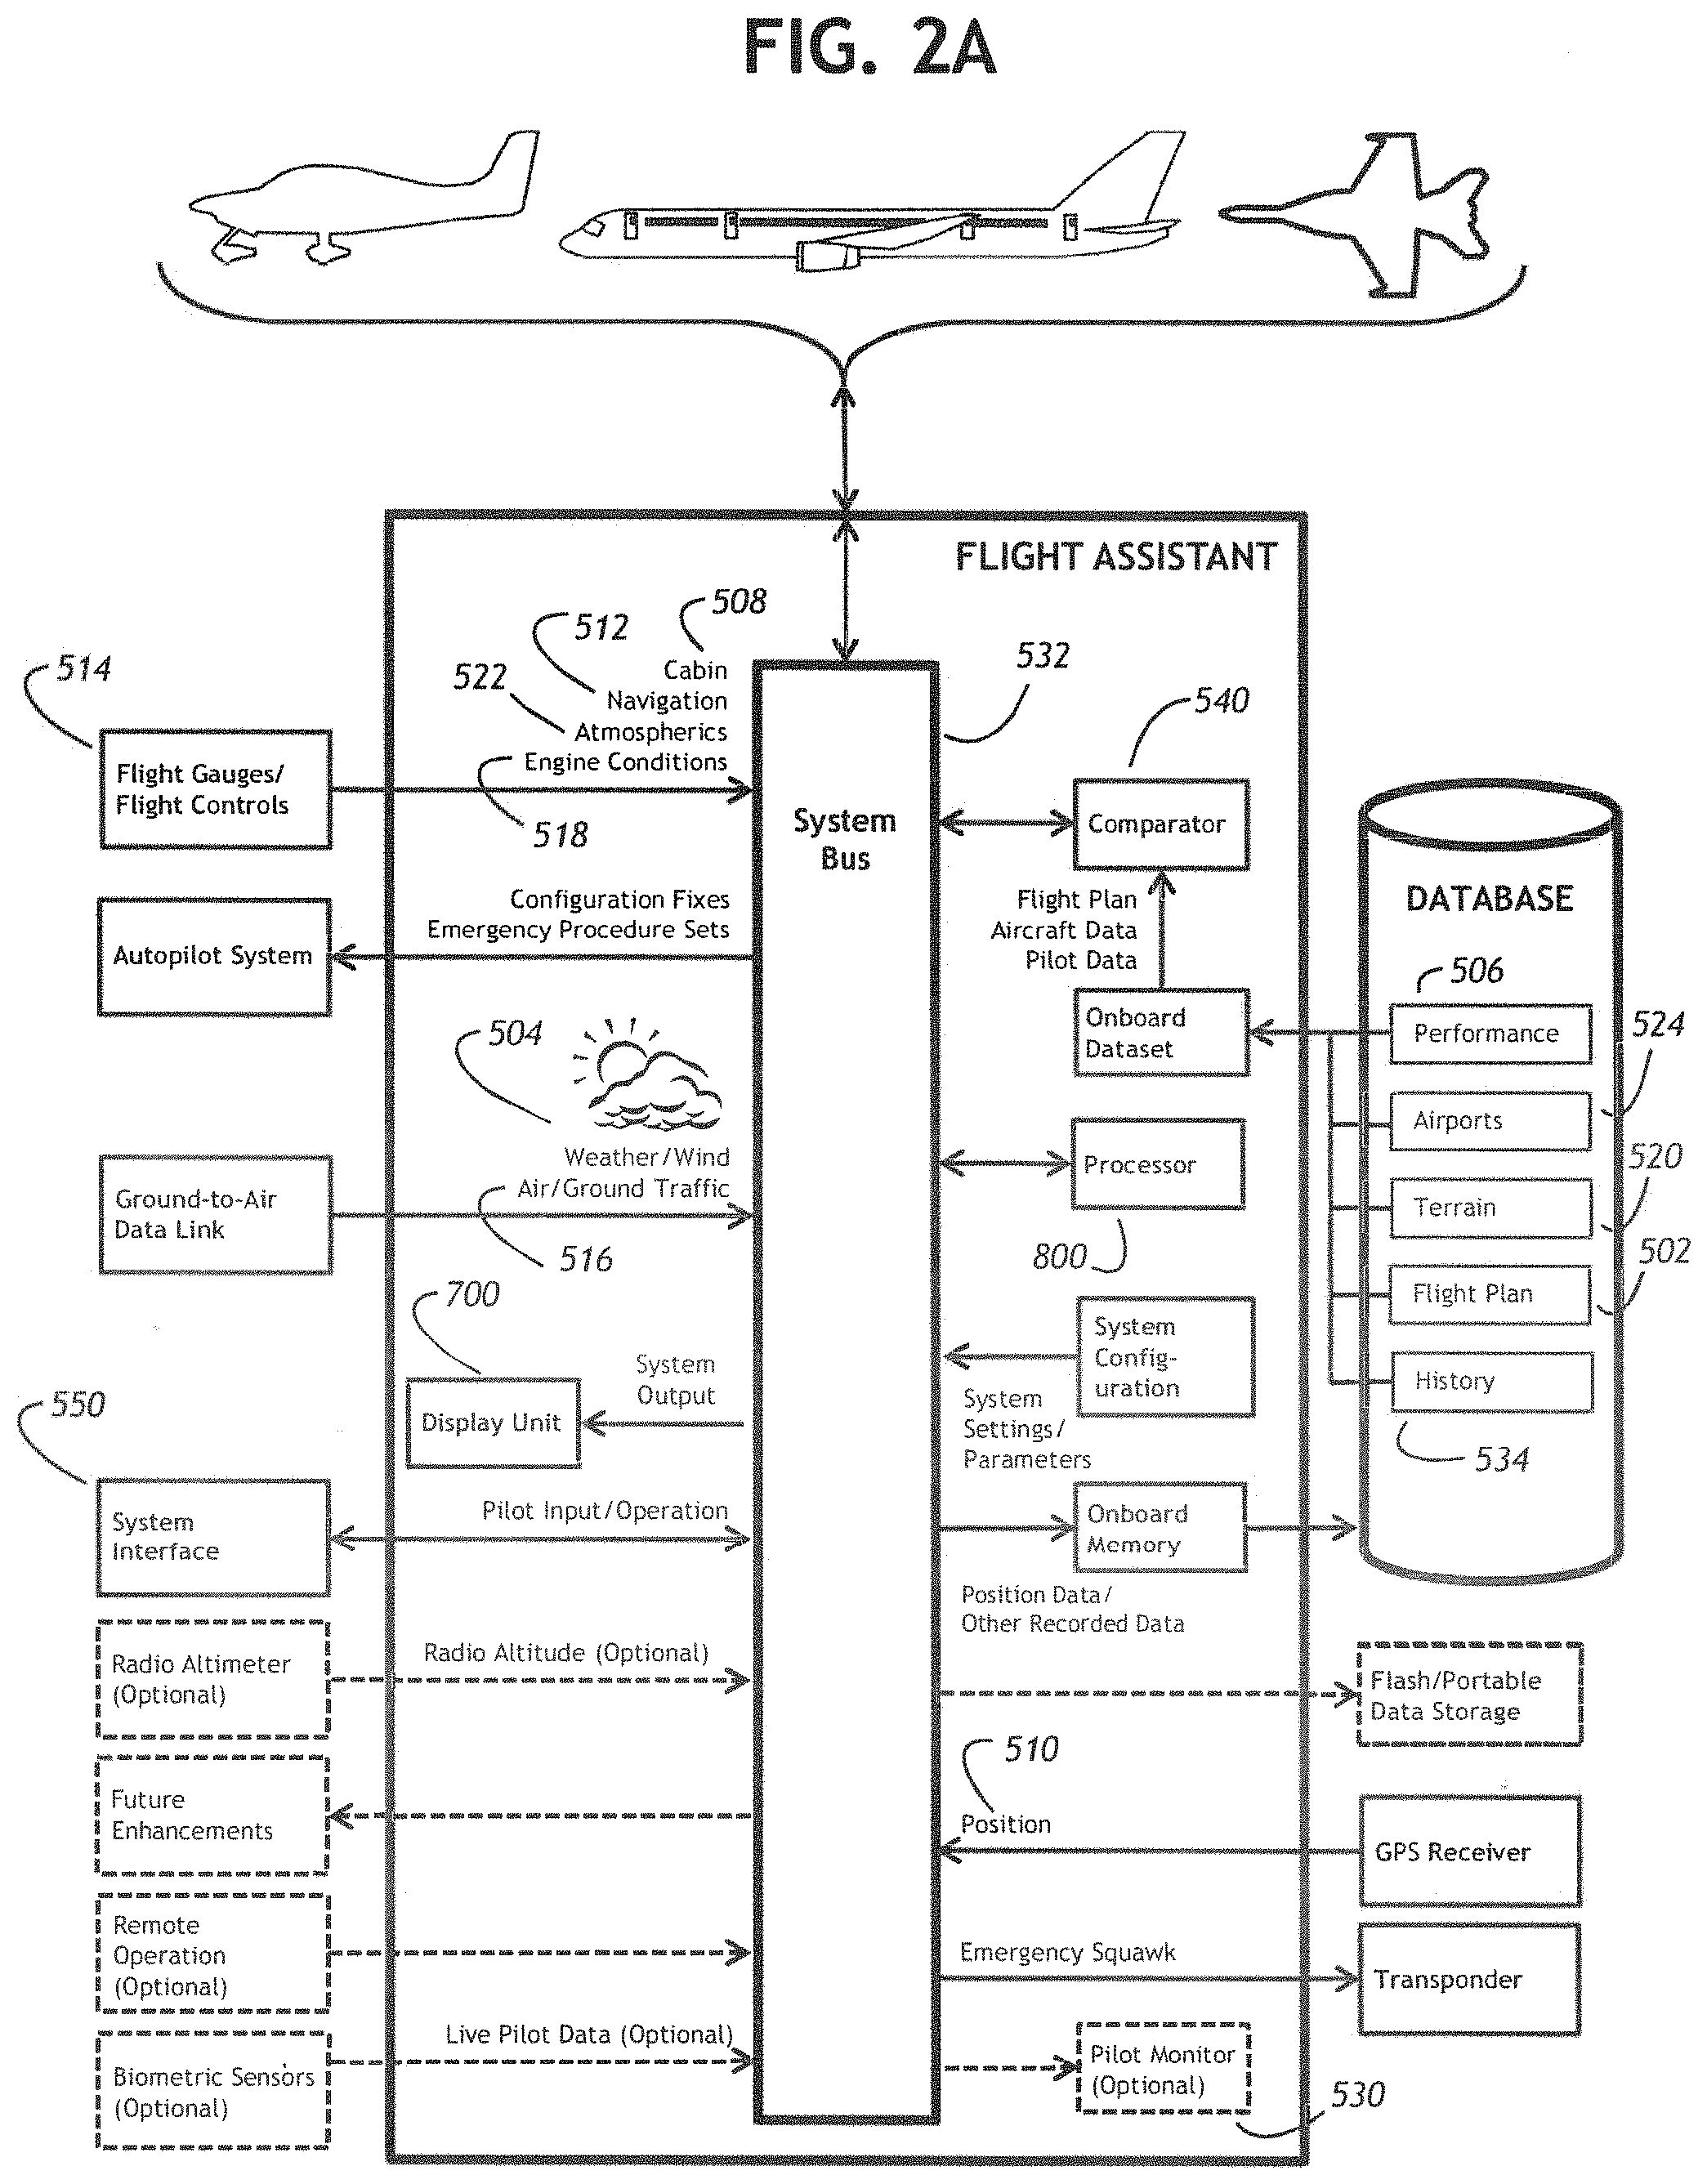 FIG. 2A
FLIGHT ASSISTANT
508
512
522
Cabin
Navigation
Atmospherics
Engine Conditions
518
514
Flight Gauges/
Flight Controls
532
System
Bus
540
Comparator
Configuration Fixes
Emergency Procedure Sets
Autopilot System
Flight Plan
Aircraft Data
Pilot Data
Onboard
Dataset
DATABASE
506
Performance
524
Airports
520
Terrain
502
Flight Plan
History
534
504
Weather/Wind
Air/Ground Traffic
516
Ground-to-Air
Data Link
Processor
800
700
System
Output
Display Unit
System
Config-
uration
System
Settings/
Parameters
550
System
Interface
Pilot Input/Operation
Onboard
Memory
Position Data/
Other Recorded Data
Radio Altimeter
(Optional)
Radio Altitude (Optional)
Flash/Portable
Data Storage
Future
Enhancements
510
Position
GPS Receiver
Remote
Operation
(Optional)
Emergency Squawk
Transponder
Biometric Sensors
(Optional)
Live Pilot Data (Optional)
Pilot Monitor
(Optional)
530